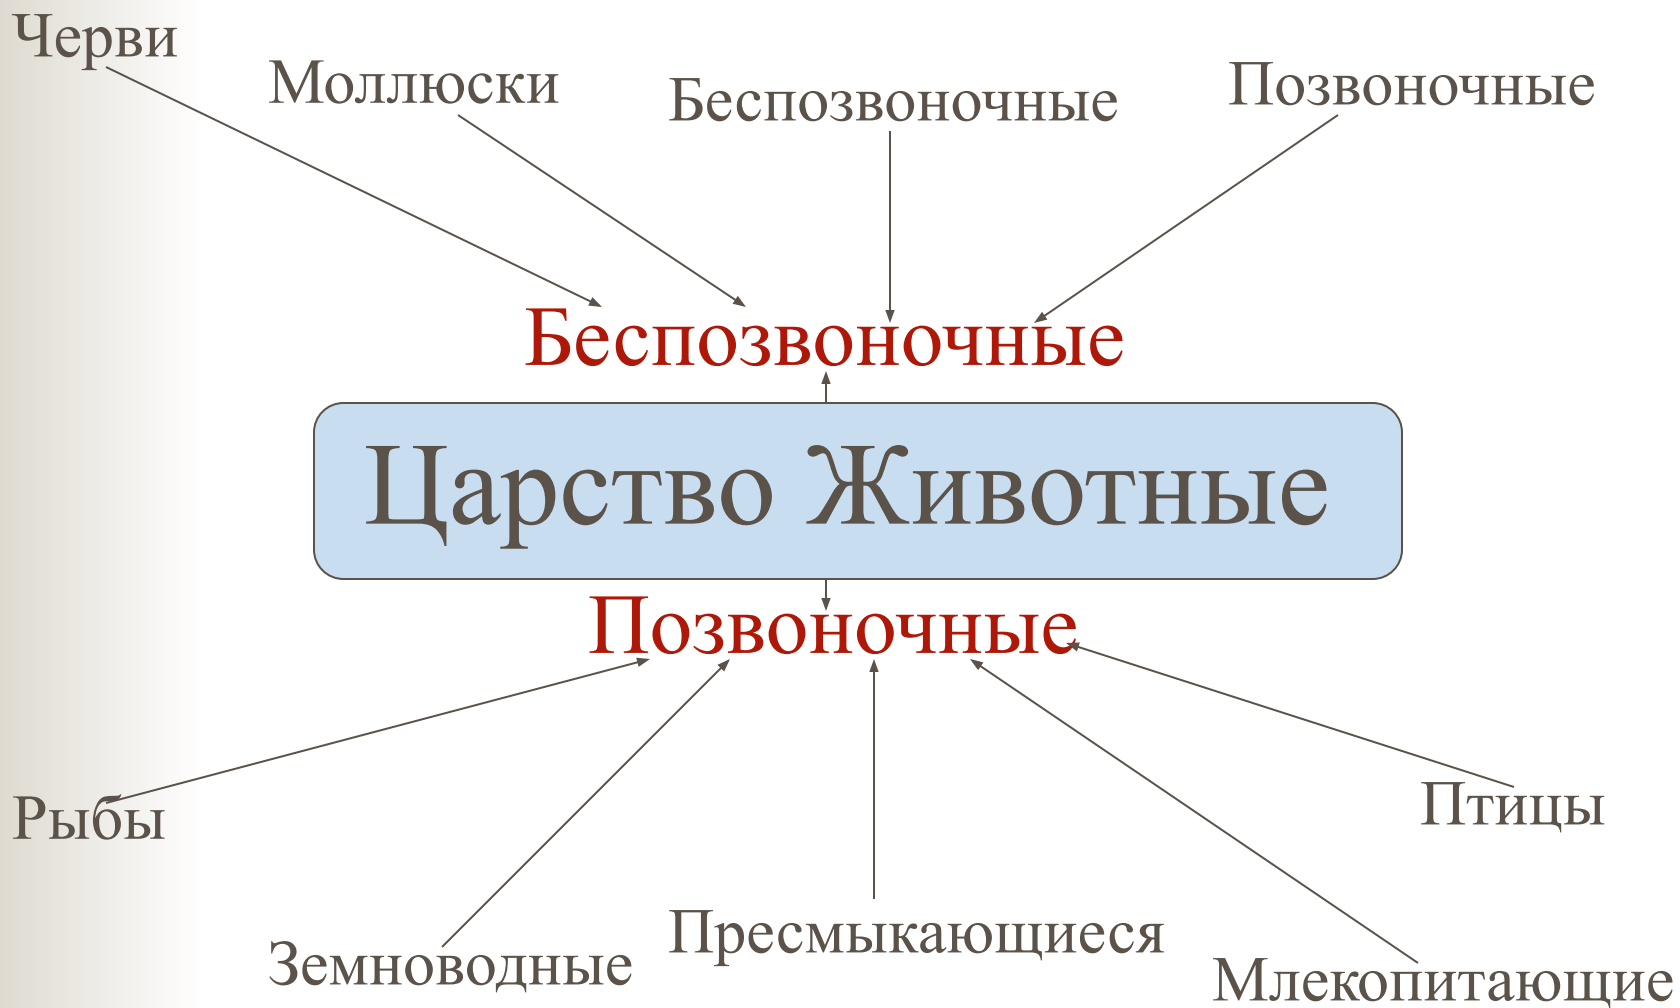 Черви
Моллюски
Беспозвоночные
Позвоночные
Беспозвоночные
Царство Животные
Позвоночные
Рыбы
Птицы
Земноводные
Пресмыкающиеся
Млекопитающие